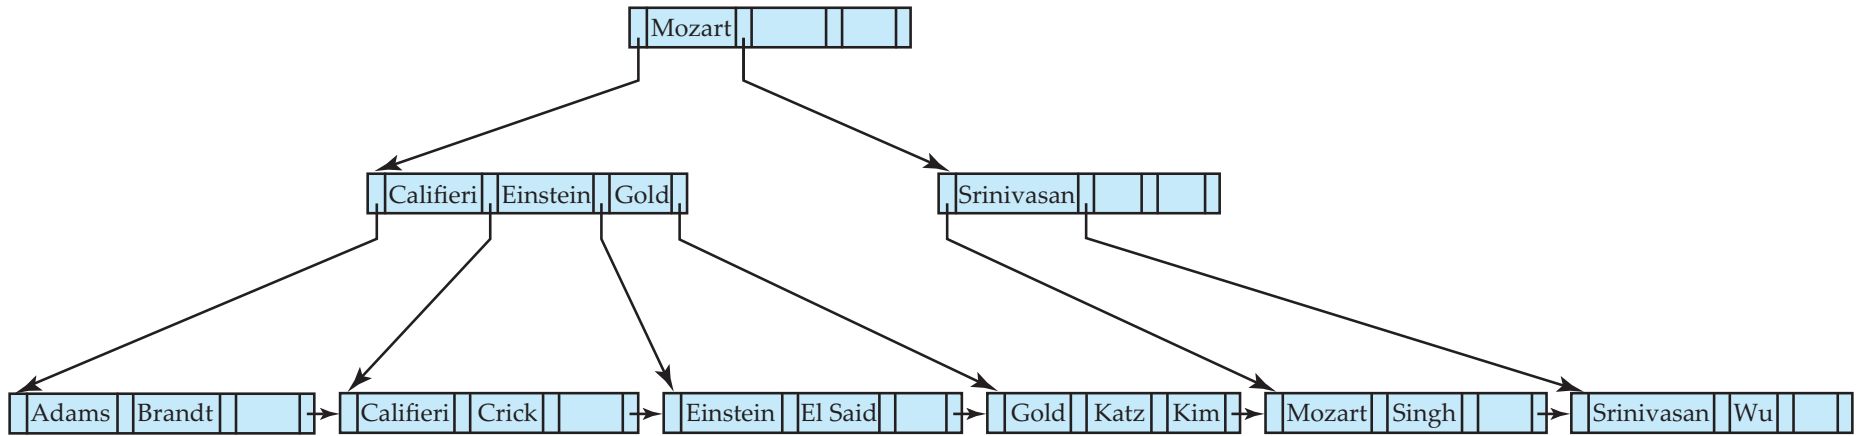 Mozart
Califieri Einstein Gold Srinivasan
Adams Brandt Califieri Crick Einstein El Said Gold Katz Kim Mozart Singh Srinivasan Wu